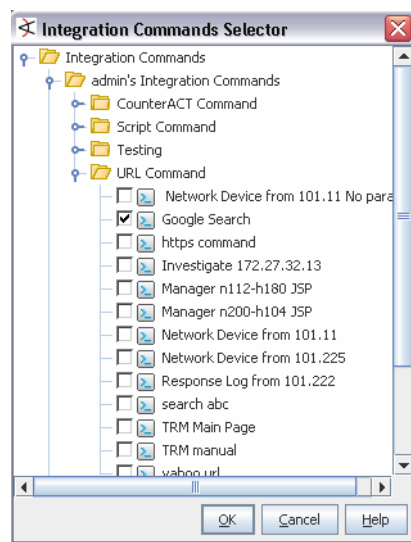 Integration Commands Selector
Integration Commands
admin's Integration Commands
CounterACT Command
Script Command
Testing
URL Command
Network Device from 101.11 No para
Google Search
https command
Investigate 172.27.32.13
Manager n112-h180 JSP
Manager n200-h104 JSP
Network Device from 101.11
Network Device from 101.225
Response Log from 101.222
search abc
TRM Main Page
TRM manual
yahoo url
OK Cancel Help